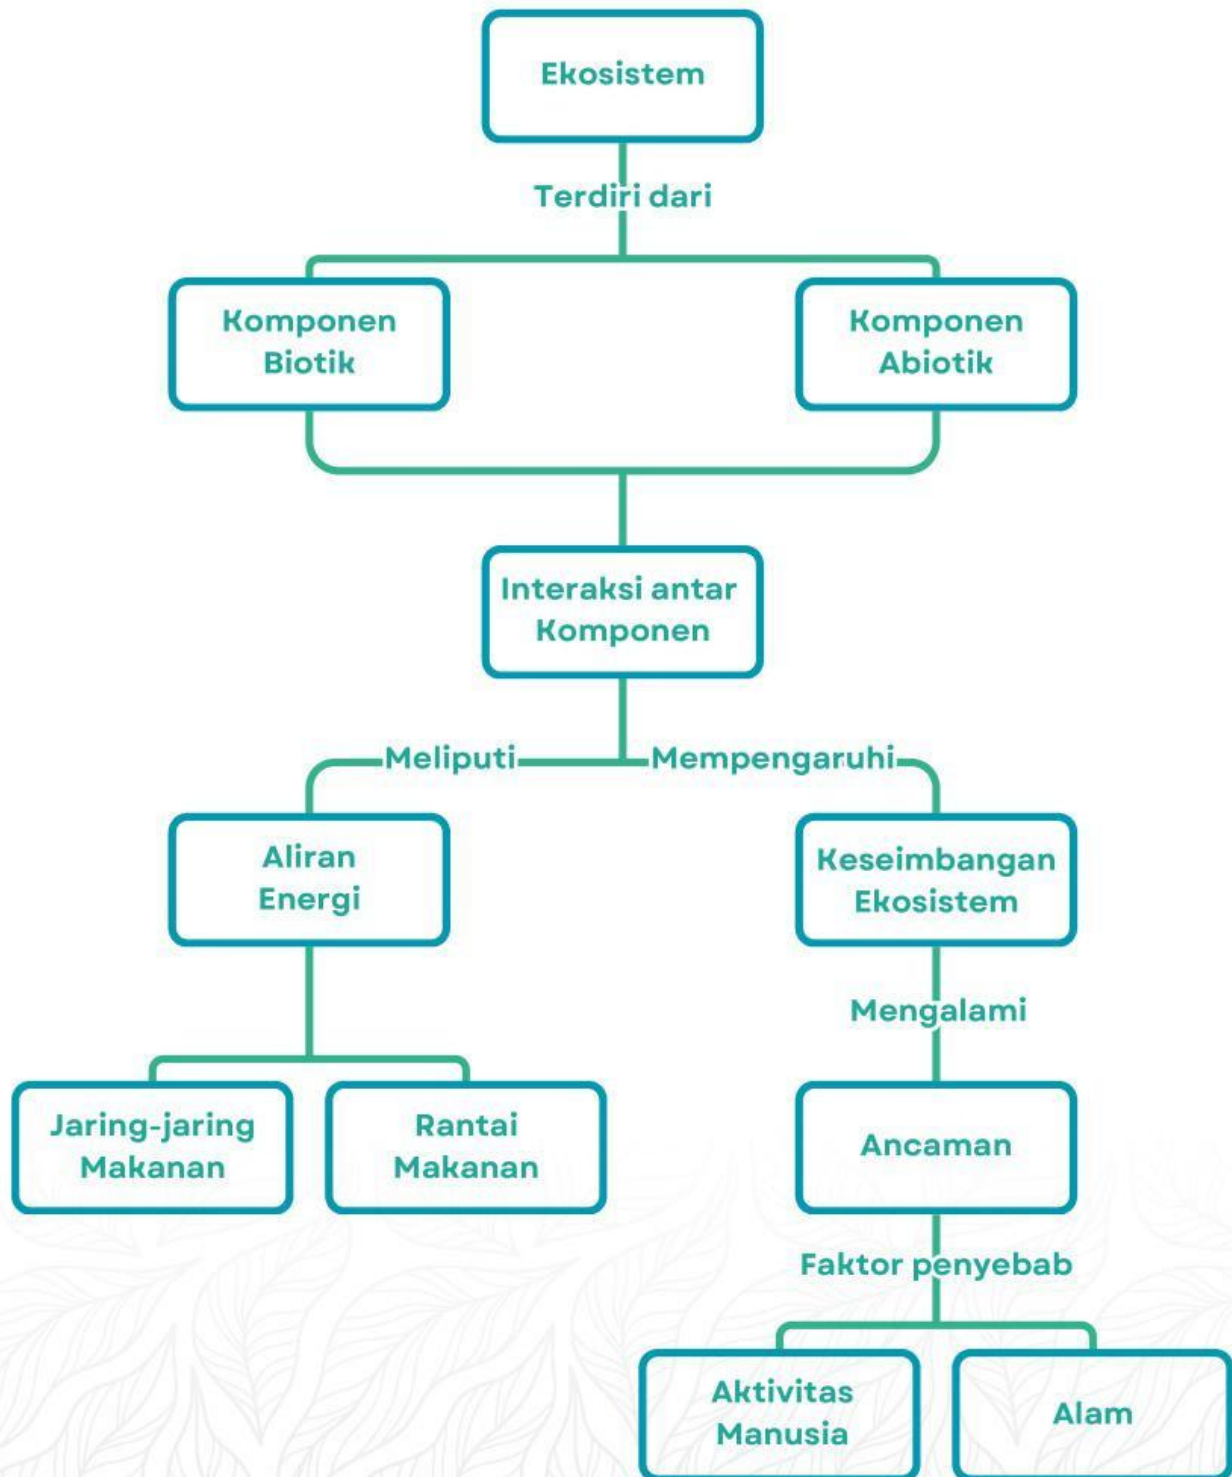 Ekosistem
Terdiri dari
Komponen
Biotik
Komponen
Abiotik
Interaksi antar
Komponen
Meliputi
Mempengaruhi
Aliran
Energi
Keseimbangan
Ekosistem
Mengalami
Jaring-jaring
Makanan
Rantai
Makanan
Ancaman
Faktor penyebab
Aktivitas
Manusia
Alam